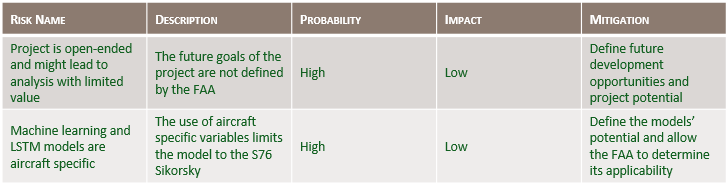 RISK NAME DESCRIPTION PROBABILITY IMPACT MITIGATION
Project is open-ended
and might lead to
analysis with limited
value
The future goals of the
project are not defined
by the FAA
High
Low
Define future
development
opportunities and
project potential
Machine learning and
LSTM models are
aircraft specific
The use of aircraft
specific variables limits
the model to the S76
Sikorsky
High
Low
Define the models'
potential and allow
the FAA to determine
its applicability